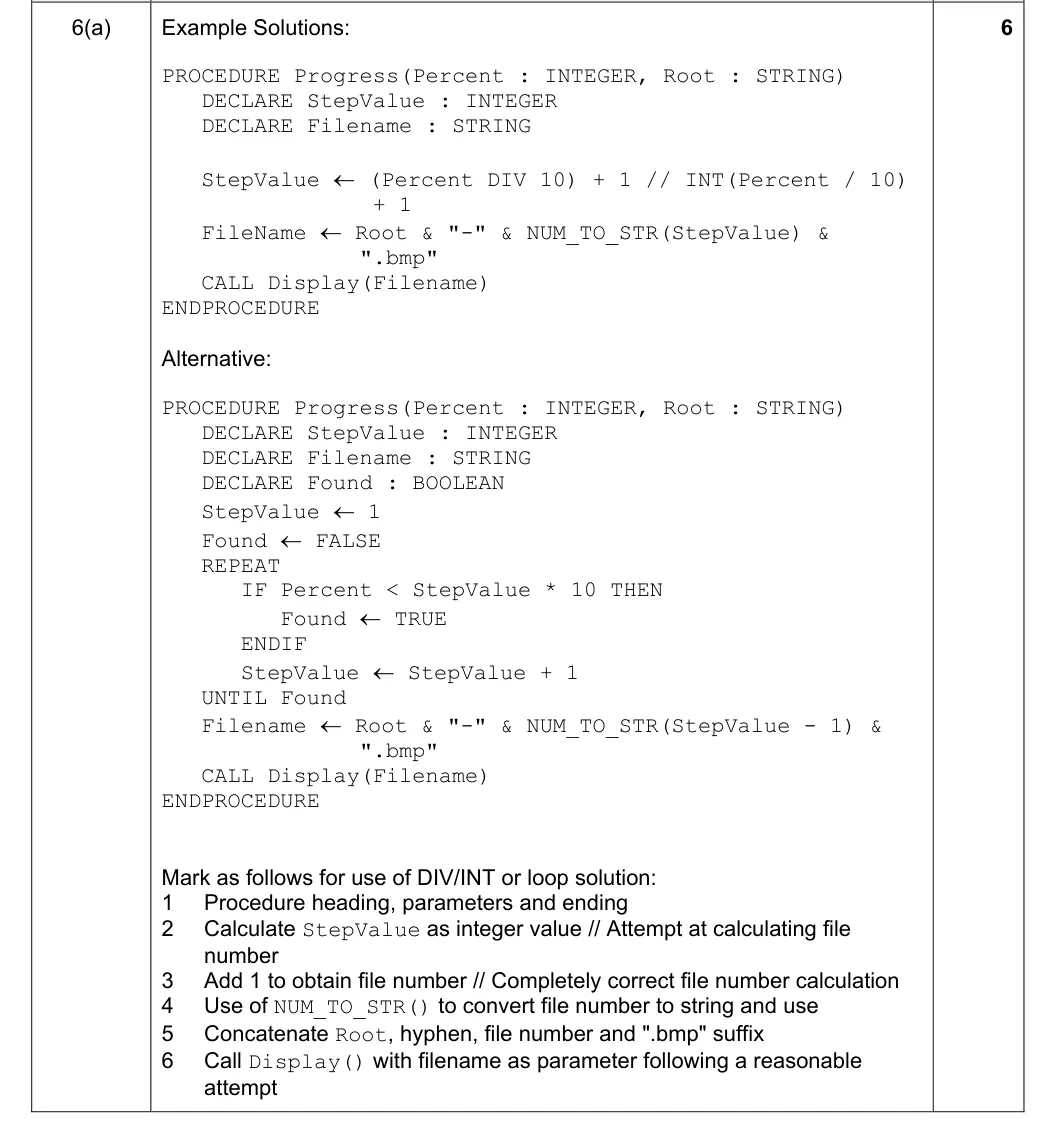 6(a)
Example Solutions:
6
PROCEDURE Progress(Percent : INTEGER, Root : STRING)
DECLARE StepValue : INTEGER
DECLARE Filename : STRING
StepValue ← (Percent DIV 10) + 1 // INT(Percent / 10)
+ 1
FileName ← Root & "-" & NUM_TO_STR(StepValue) &
".bmp"
CALL Display(Filename)
ENDPROCEDURE
Alternative:
PROCEDURE Progress(Percent : INTEGER, Root : STRING)
DECLARE StepValue : INTEGER
DECLARE Filename : STRING
DECLARE Found : BOOLEAN
StepValue ← 1
Found ← FALSE
REPEAT
IF Percent < StepValue * 10 THEN
Found ← TRUE
ENDIF
StepValue ← StepValue + 1
UNTIL Found
Filename ← Root & "-" & NUM_TO_STR(StepValue - 1) &
".bmp"
CALL Display(Filename)
ENDPROCEDURE
Mark as follows for use of DIV/INT or loop solution:
1 Procedure heading, parameters and ending
2 Calculate StepValue as integer value // Attempt at calculating file
number
3 Add 1 to obtain file number // Completely correct file number calculation
4 Use of NUM_TO_STR() to convert file number to string and use
5 Concatenate Root, hyphen, file number and ".bmp" suffix
6 Call Display() with filename as parameter following a reasonable
attempt